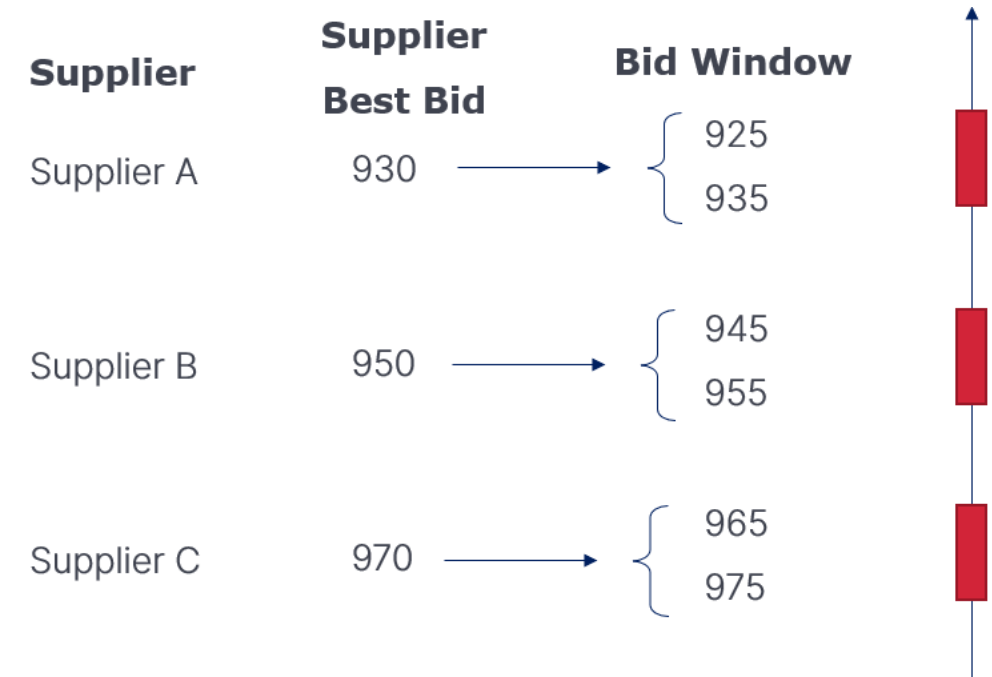 Supplier
Supplier
Best Bid
Bid Window
Supplier A
930
925
935
Supplier B
950
945
955
Supplier C
970
965
975